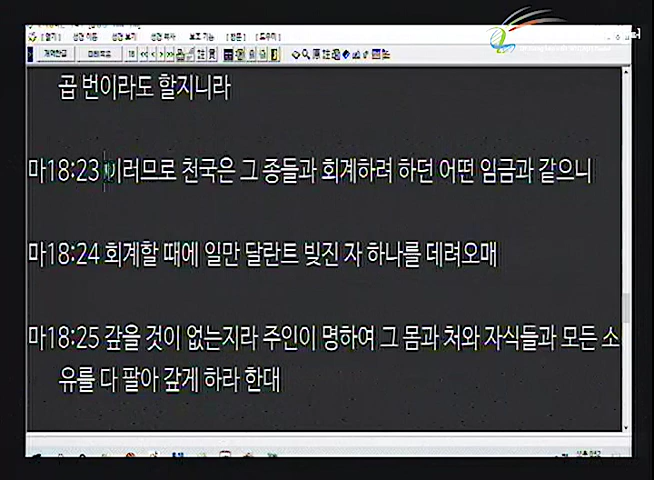 곱 번이라도 할지니라
마18:23 이러므로 천국은 그 종들과 회계하려 하던 어떤 임금과 같으니
마18:24 회계할 때에 일만 달란트 빚진 자 하나를 데려오매
마18:25 갚을 것이 없는지라 주인이 명하여 그 몸과 처와 자식들과 모든 소
유를 다 팔아 갚게 하라 한대